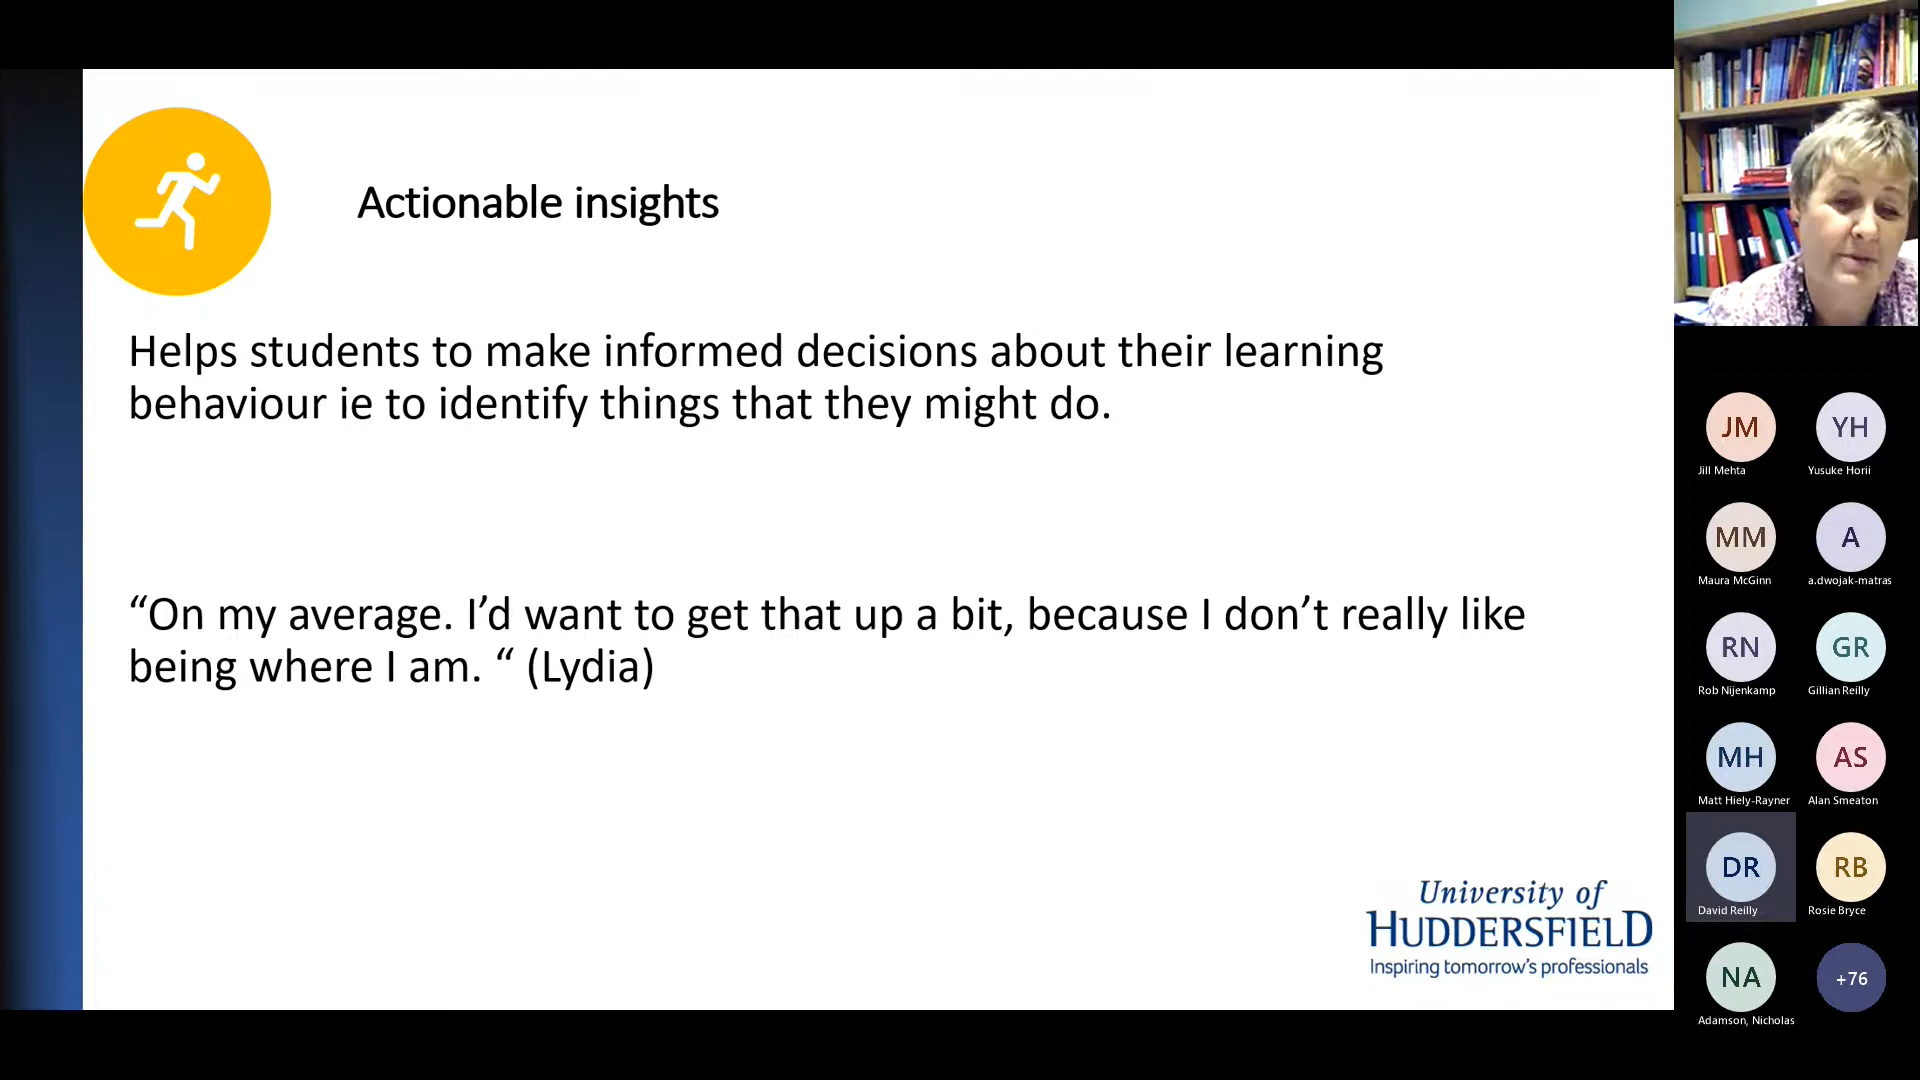 Actionable insights
Helps students to make informed decisions about their learning
behaviour ie to identify things that they might do.
“On my average. I’d want to get that up a bit, because I don’t really like
being where I am. “ (Lydia)
University of
HUDDERSFIELD
Inspiring tomorrow’s professionals
JM
YH
Jill Mehta
Yusuke Horii
MM
A
Maura McGinn
a.dwojak-matras
RN
GR
Rob Nijenkamp
Gillian Reilly
MH
AS
Matt Hiely-Rayner
Alan Smeaton
DR
RB
David Reilly
Rosie Bryce
NA
+76
Adamson, Nicholas